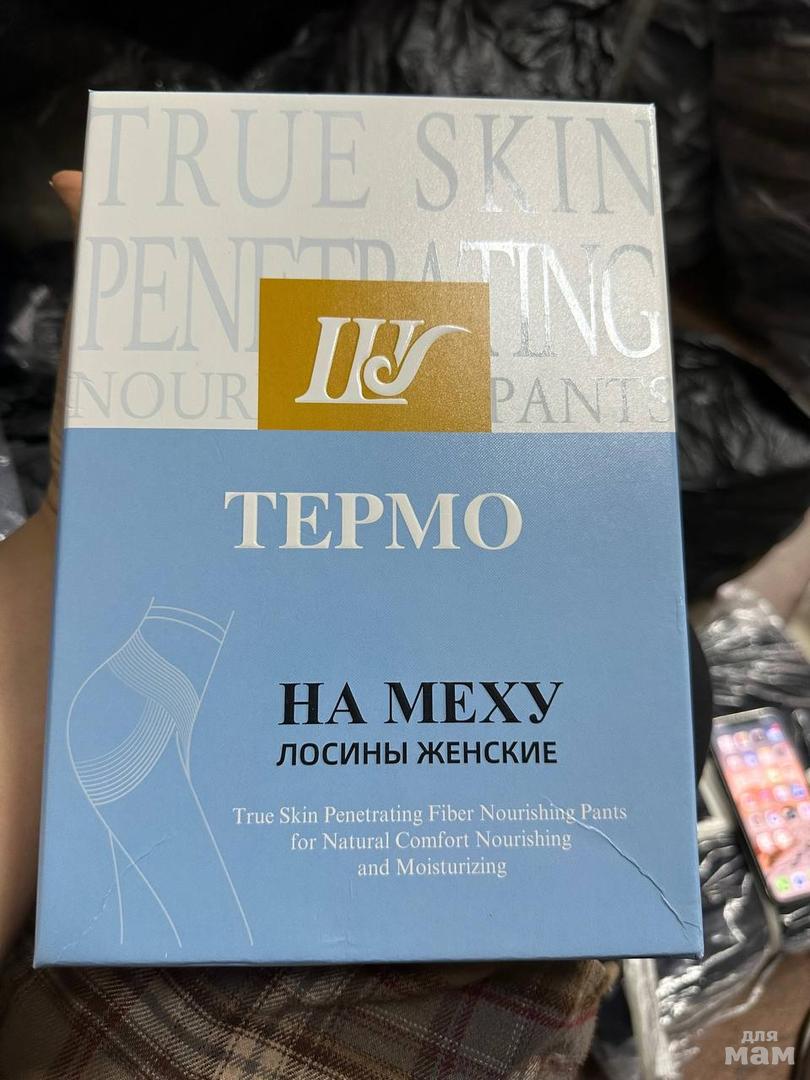 TRUE SKIN
PENETRATING
NOUR PANTS
ТЕРМО
НА МЕХУ
ЛОСИНЫ ЖЕНСКИЕ
True Skin Penetrating Fiber Nourishing Pants
for Natural Comfort Nourishing
and Moisturizing
для
мам